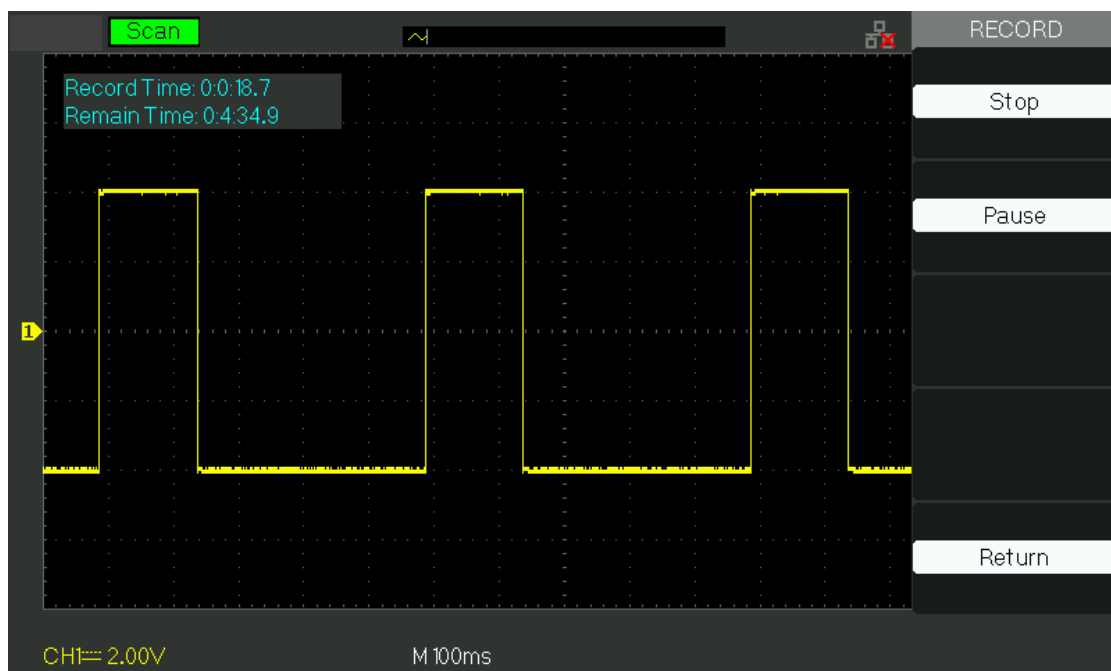 Scan
RECORD
Record Time: 0:0:18.7
Remain Time: 0:4:34.9
Stop
Pause
1
Return
CH1⎓ 2.00V
M 100ms